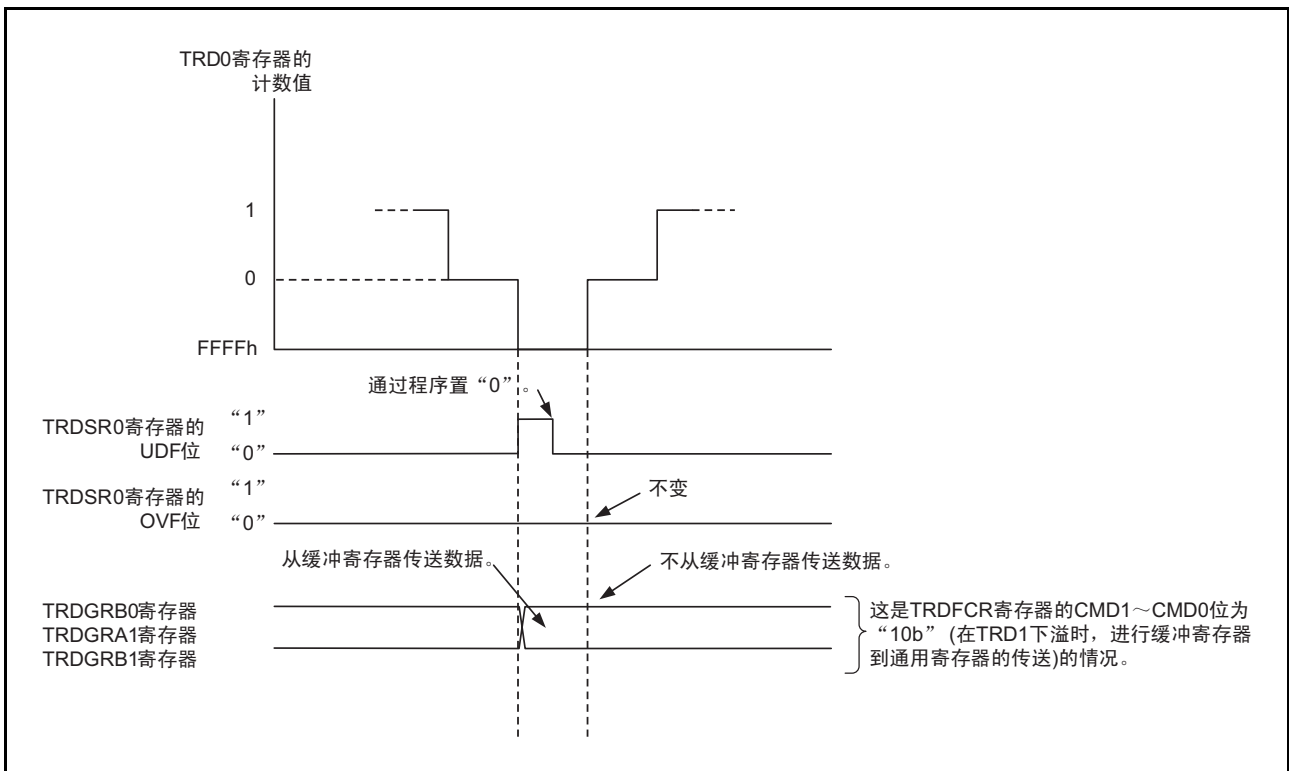 TRD0寄存器的
计数值
1
0
FFFFh
通过程序置“0”。
TRDSR0寄存器的
UDF位
“1”
“0”
TRDSR0寄存器的
OVF位
“1”
“0”
不变
从缓冲寄存器传送数据。
不从缓冲寄存器传送数据。
TRDGRB0寄存器
TRDGRA1寄存器
TRDGRB1寄存器
这是TRDFCR寄存器的CMD1～CMD0位为
“10b” (在TRD1下溢时，进行缓冲寄存器
到通用寄存器的传送)的情况。